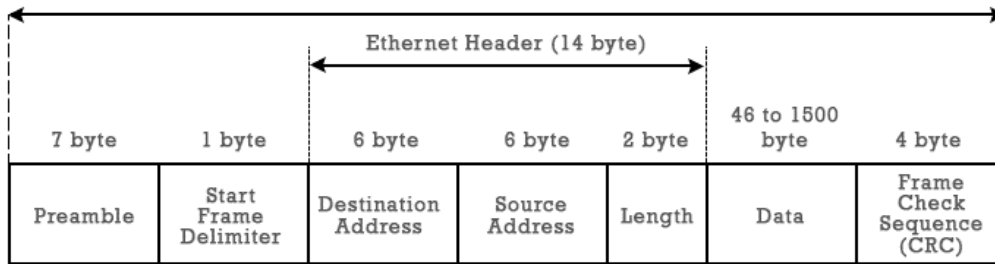 Ethernet Header (14 byte)
7 byte
1 byte
6 byte
6 byte
2 byte
46 to 1500
byte
4 byte
Preamble
Start
Frame
Delimiter
Destination
Address
Source
Address
Length
Data
Frame
Check
Sequence
(CRC)